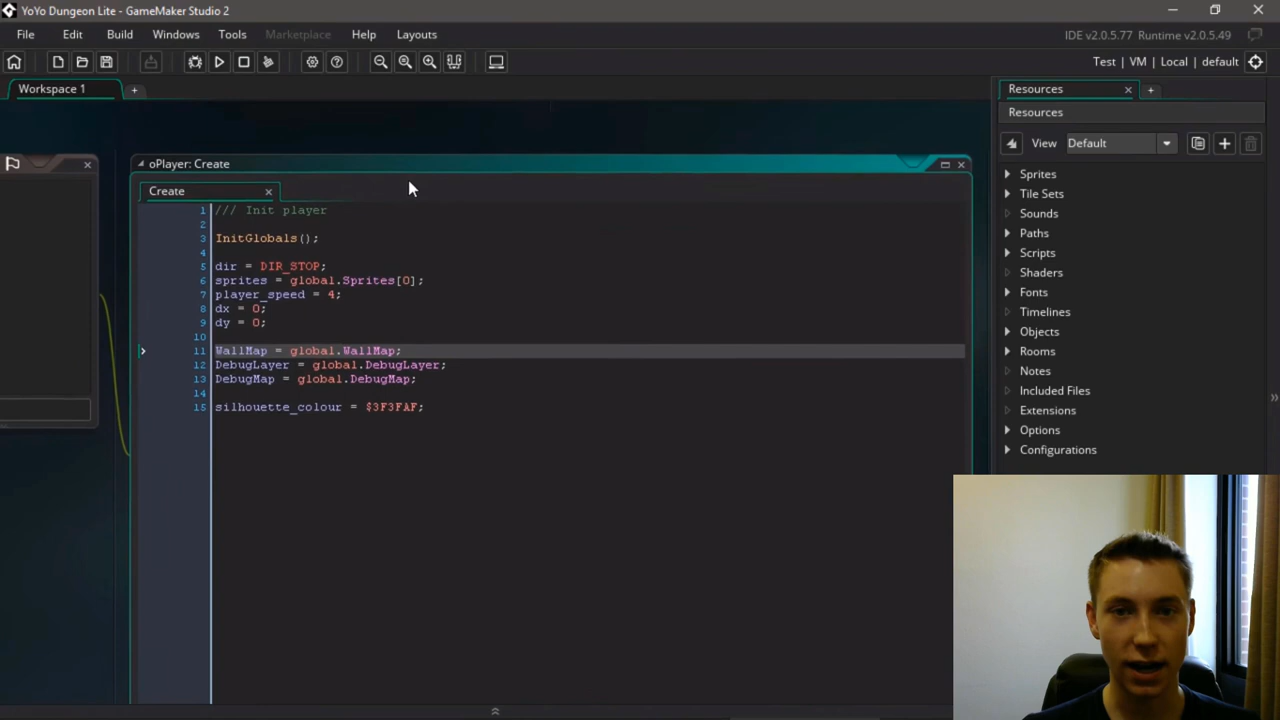 YoYo Dungeon Lite - GameMaker Studio 2
File Edit Build Windows Tools Marketplace Help Layouts
IDE v2.0.5.77 Runtime v2.0.5.49
Test | VM | Local | default
Workspace 1
Resources
Resources
View Default
Sprites
Tile Sets
Sounds
Paths
Scripts
Shaders
Fonts
Timelines
Objects
Rooms
Notes
Included Files
Extensions
Options
Configurations
oPlayer: Create
Create
1 /// Init player
2
3 InitGlobals();
4
5 dir = DIR_STOP;
6 sprites = global.Sprites[0];
7 player_speed = 4;
8 dx = 0;
9 dy = 0;
10
11 WallMap = global.WallMap;
12 DebugLayer = global.DebugLayer;
13 DebugMap = global.DebugMap;
14
15 silhouette_colour = $3F3FAF;